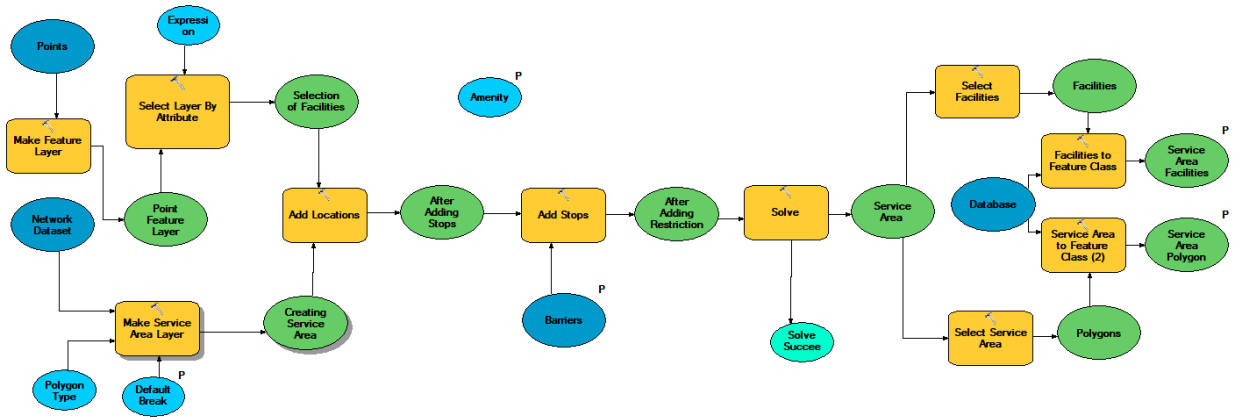 Points
Expressi
on
Make Feature
Layer
Select Layer By
Attribute
Selection
of Facilities
Point
Feature
Layer
Network
Dataset
Make Service
Area Layer
Polygon
Type
Default
Break
P
Creating
Service
Area
Add Locations
After
Adding
Stops
Amenity
P
Add Stops
Barriers
P
After
Adding
Restriction
Solve
Solve
Succee
Service
Area
Select
Facilities
Facilities
Facilities to
Feature Class
Service
Area
Facilities
P
Database
Service Area
to Feature
Class (2)
Service
Area
Polygon
P
Select Service
Area
Polygons